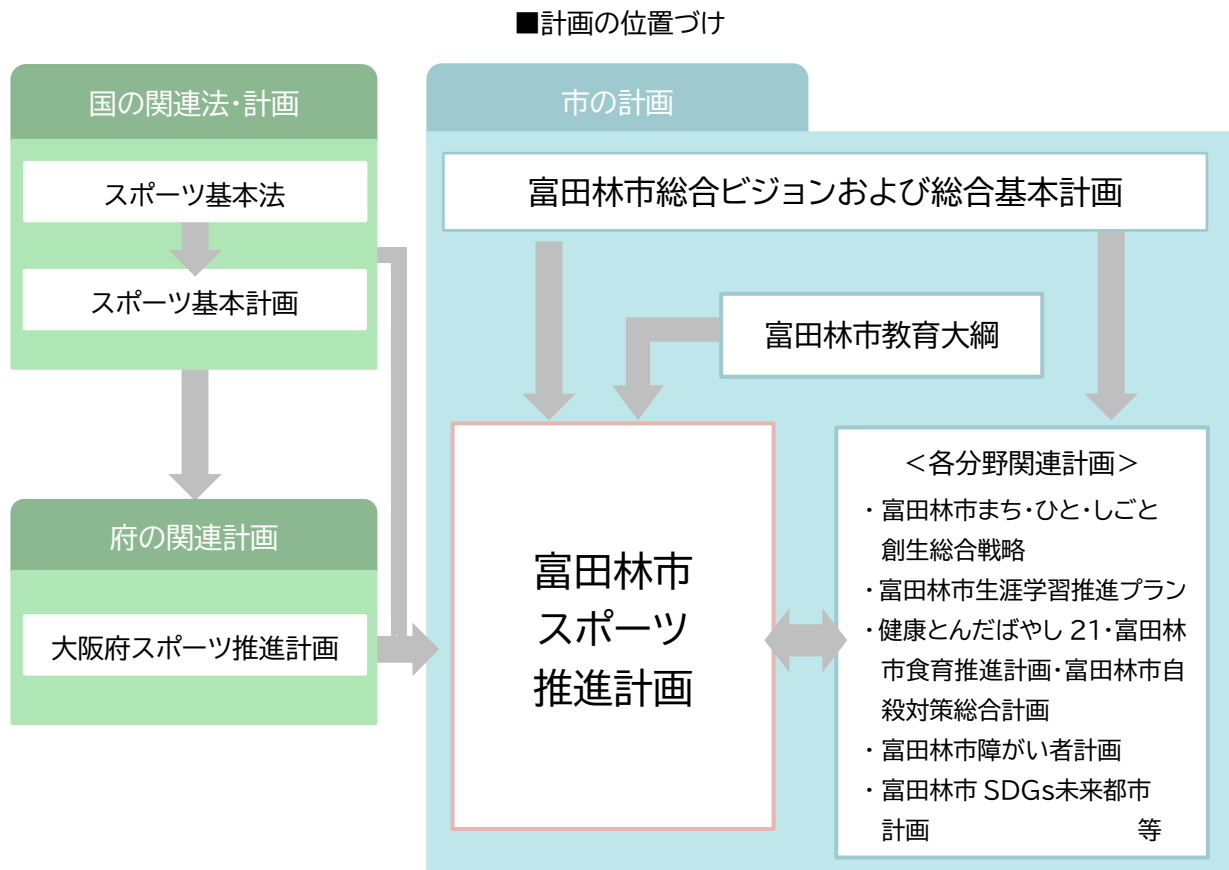 ■計画の位置づけ
国の関連法・計画
スポーツ基本法
スポーツ基本計画
府の関連計画
大阪府スポーツ推進計画
市の計画
富田林市総合ビジョンおよび総合基本計画
富田林市教育大綱
富田林市
スポーツ
推進計画
＜各分野関連計画＞
・富田林市まち・ひと・しごと
創生総合戦略
・富田林市生涯学習推進プラン
・健康とんだばやし 21・富田林
市食育推進計画・富田林市自
殺対策総合計画
・富田林市障がい者計画
・富田林市 SDGs未来都市
計画 等